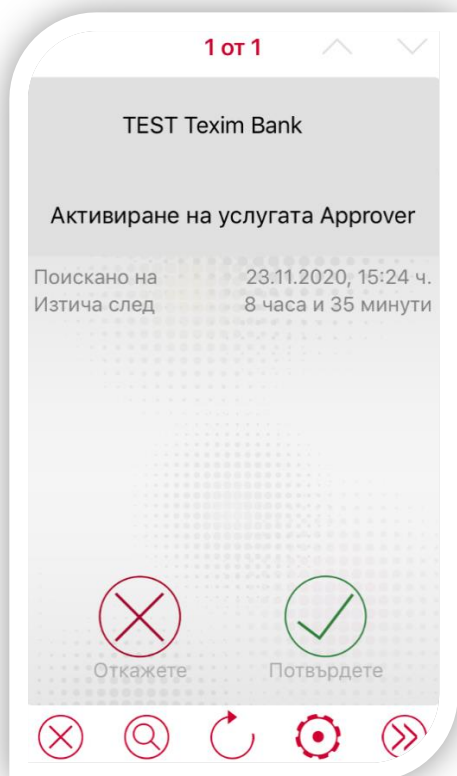 1 от 1
TEST Texim Bank
Активиране на услугата Approver
Поискано на 23.11.2020, 15:24 ч.
Изтича след 8 часа и 35 минути
Откажете Потвърдете